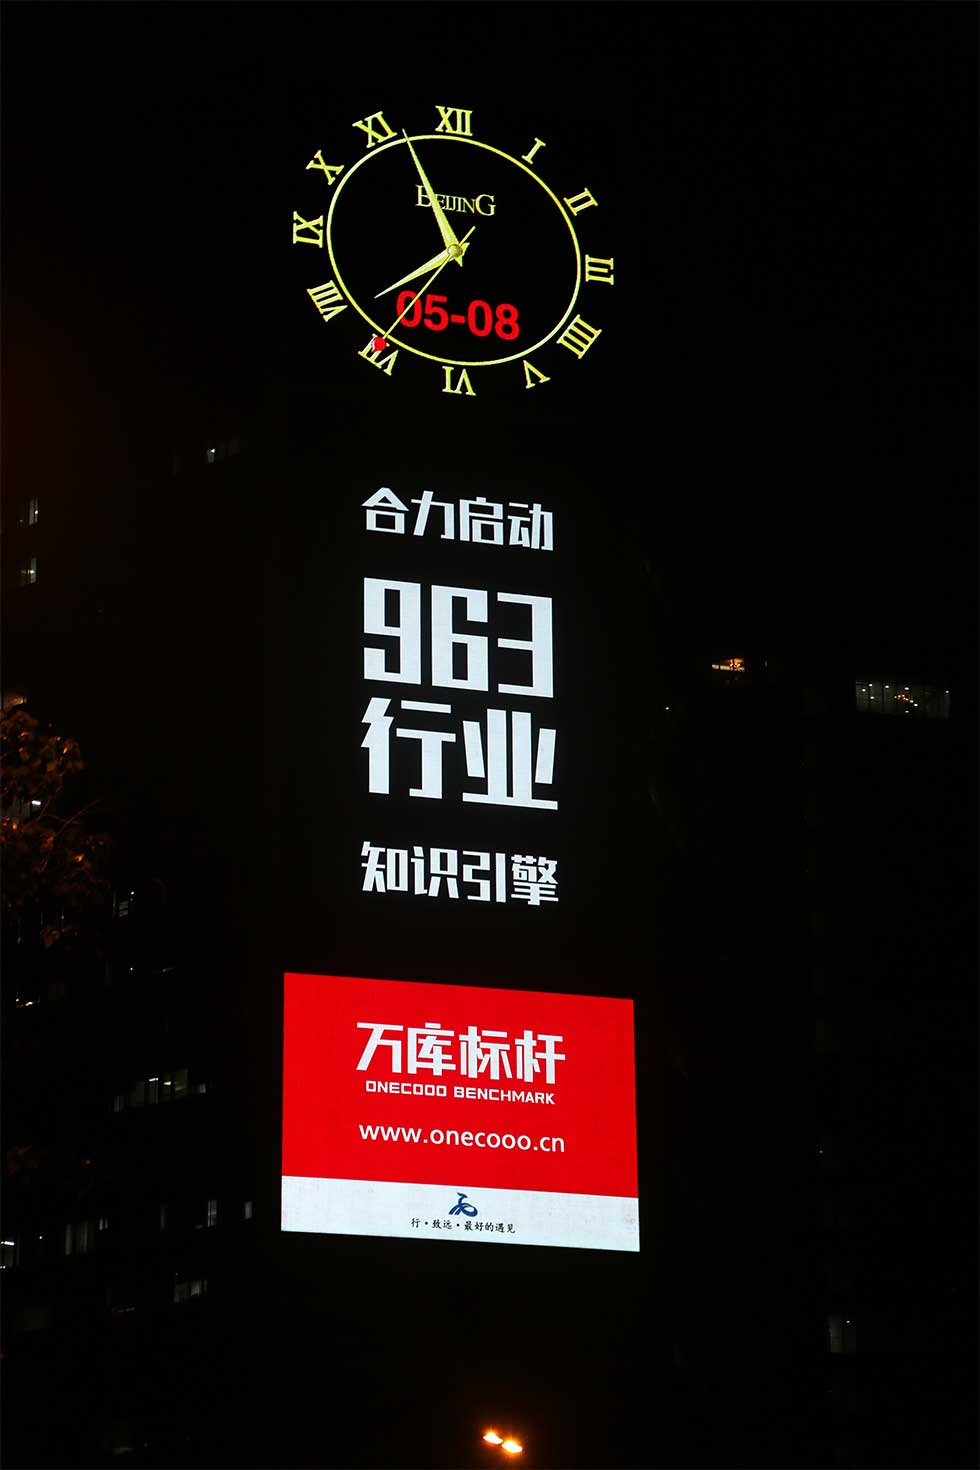 XII
I
II
III
IIII
V
VI
VII
VIII
IX
X
XI
BEIJING
05-08
合力启动
963
行业
知识引擎
万库标杆
ONECOOO BENCHMARK
www.onecooo.cn
行·致远·最好的遇见